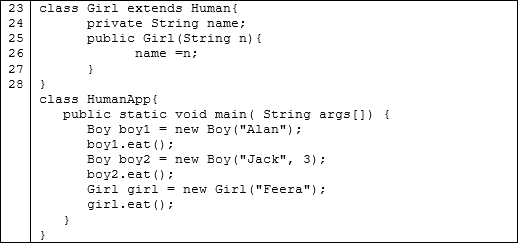 23 class Girl extends Human{
24 private String name;
25 public Girl(String n){
26 name =n;
27 }
28 }
class HumanApp{
public static void main( String args[]) {
Boy boy1 = new Boy("Alan");
boy1.eat();
Boy boy2 = new Boy("Jack", 3);
boy2.eat();
Girl girl = new Girl("Feera");
girl.eat();
}
}